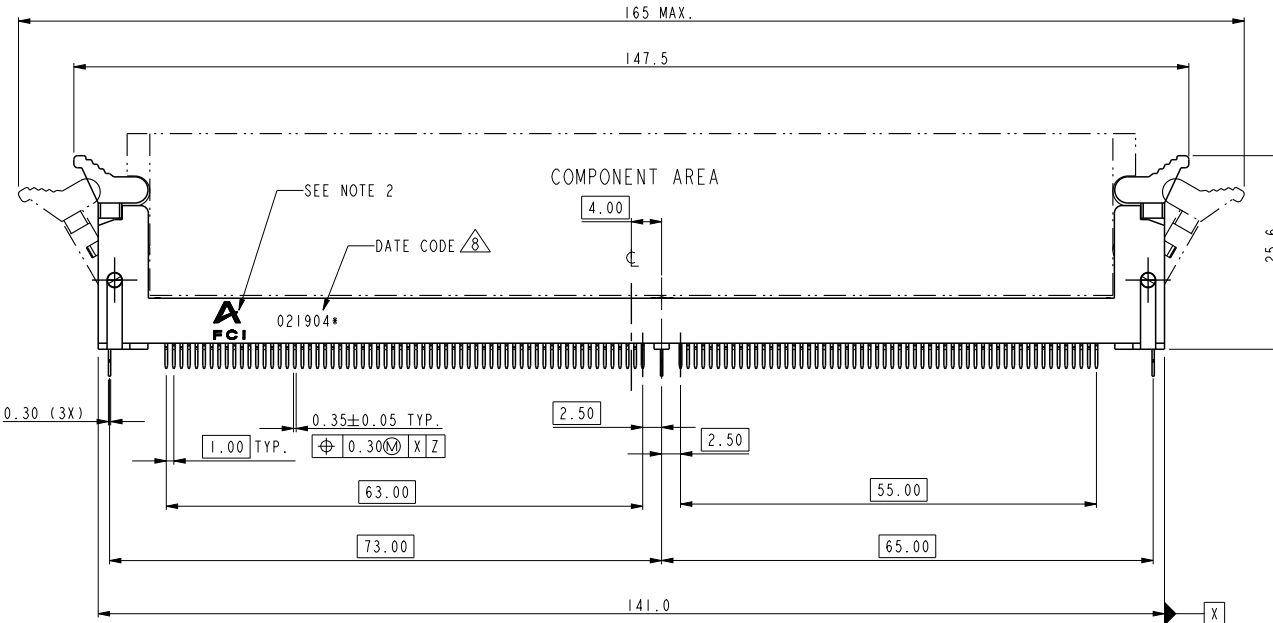 165 MAX.
147.5
COMPONENT AREA
SEE NOTE 2
4.00
DATE CODE 8
25.6
℄
FCI
021904*
0.30 (3X)
0.35±0.05 TYP.
2.50
2.50
1.00 TYP.
⌖ 0.30Ⓜ X Z
63.00
55.00
73.00
65.00
141.0
X